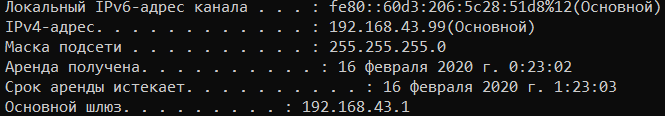 Локальный IPv6-адрес канала . . . : fe80::60d3:206:5c28:51d8%12(Основной)
IPv4-адрес. . . . . . . . . . . . : 192.168.43.99(Основной)
Маска подсети . . . . . . . . . . : 255.255.255.0
Аренда получена. . . . . . . . . . : 16 февраля 2020 г. 0:23:02
Срок аренды истекает. . . . . . . . . . : 16 февраля 2020 г. 1:23:03
Основной шлюз. . . . . . . . . : 192.168.43.1